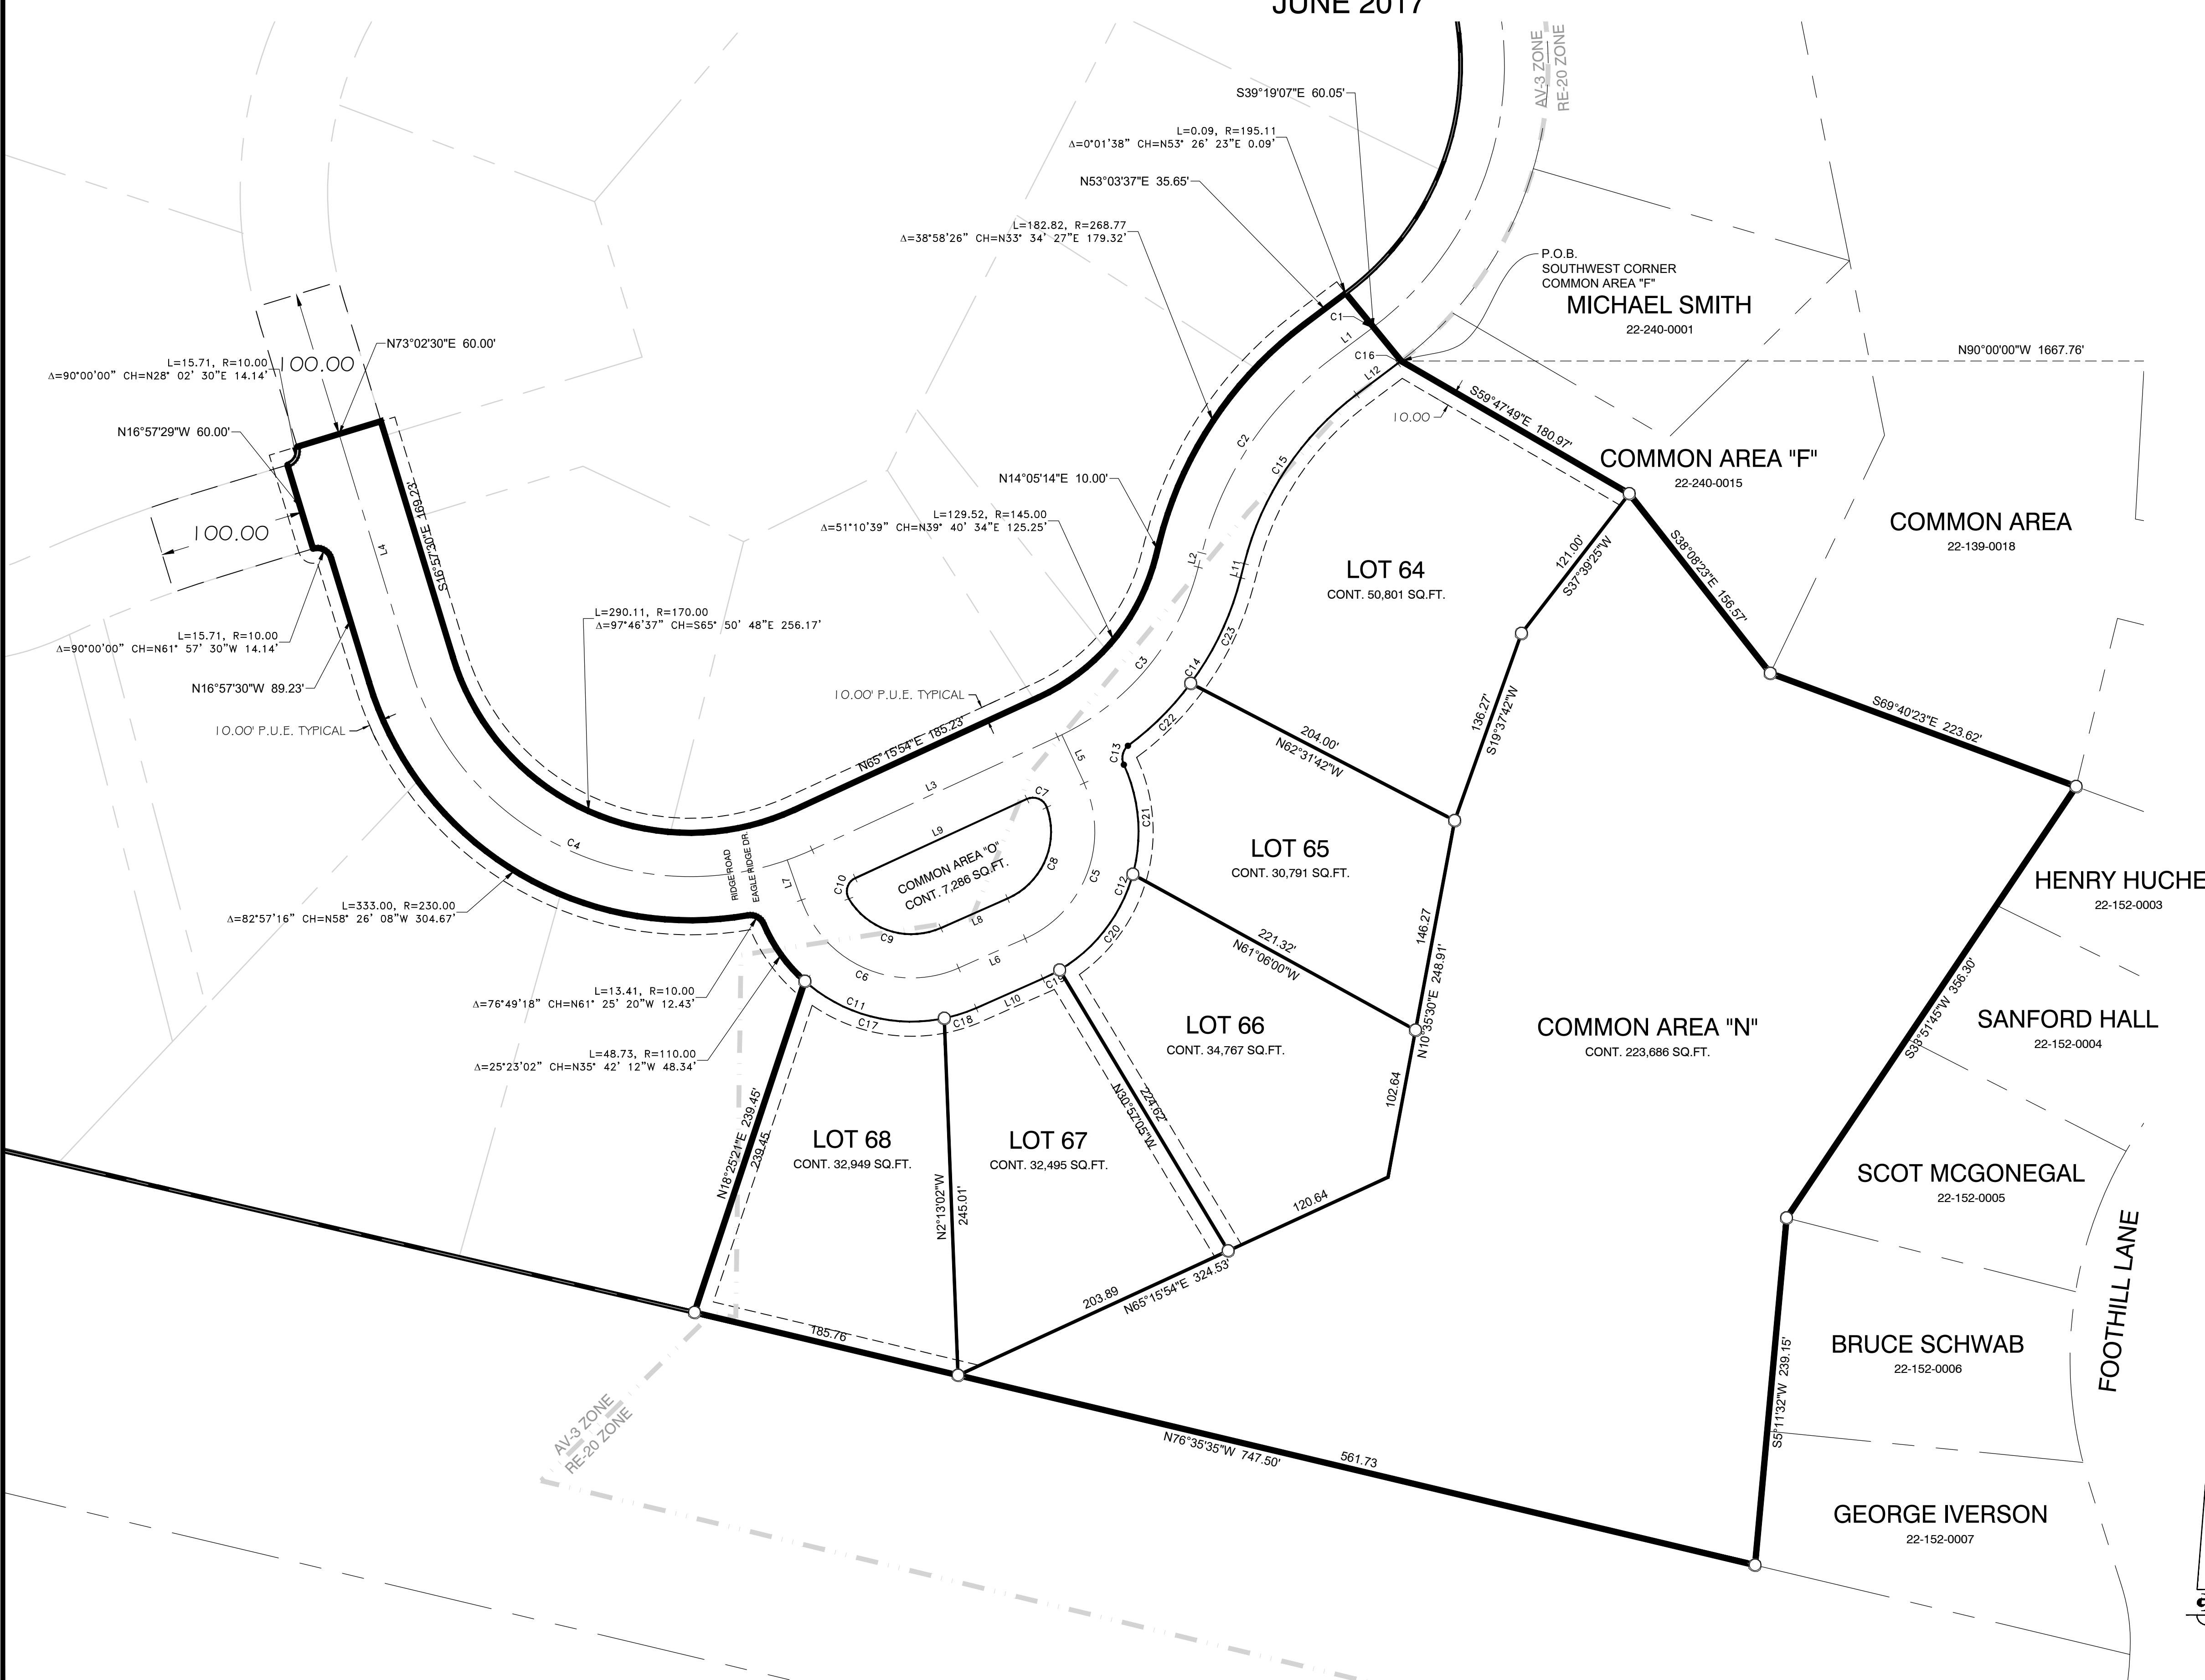 JUNE 2017
AV-3 ZONE
RE-20 ZONE
S39°19'07"E 60.05'
L=0.09, R=195.11
Δ=0°01'38" CH=N53° 26' 23"E 0.09'
N53°03'37"E 35.65'
L=182.82, R=268.77
Δ=38°58'26" CH=N33° 34' 27"E 179.32'
P.O.B.
SOUTHWEST CORNER
COMMON AREA "F"
MICHAEL SMITH
22-240-0001
C1
L1
C16
L12
N90°00'00"W 1667.76'
N73°02'30"E 60.00'
L=15.71, R=10.00
Δ=90°00'00" CH=N28° 02' 30"E 14.14'
100.00
N16°57'29"W 60.00'
10.00
S59°47'49"E 180.97'
C2
C15
COMMON AREA "F"
22-240-0015
N14°05'14"E 10.00'
S16°57'30"E 169.23'
L=129.52, R=145.00
Δ=51°10'39" CH=N39° 40' 34"E 125.25'
100.00
L4
COMMON AREA
22-139-0018
L2
L11
LOT 64
CONT. 50,801 SQ.FT.
121.00'
S37°39'25"W
S38°08'23"E 156.57'
L=290.11, R=170.00
Δ=97°46'37" CH=S65° 50' 48"E 256.17'
L=15.71, R=10.00
Δ=90°00'00" CH=N61° 57' 30"W 14.14'
C23
C3
C14
N16°57'30"W 89.23'
10.00' P.U.E. TYPICAL
10.00' P.U.E. TYPICAL
136.27'
S19°37'42"W
S69°40'23"E 223.62'
N65°15'54"E 185.23'
C22
C13
L5
204.00'
N62°31'42"W
L3
C7
C21
C4
L9
COMMON AREA "O"
CONT. 7,286 SQ.FT.
C8
C5
LOT 65
CONT. 30,791 SQ.FT.
RIDGE ROAD
EAGLE RIDGE DR.
L7
C10
C12
HENRY HUCHE
22-152-0003
L=333.00, R=230.00
Δ=82°57'16" CH=N58° 26' 08"W 304.67'
L8
C9
C20
221.32'
N61°06'00"W
146.27
N10°35'30"E 248.91'
L6
C6
C19
L=13.41, R=10.00
Δ=76°49'18" CH=N61° 25' 20"W 12.43'
C11
L10
C17
C18
S33°51'45"W 356.30'
LOT 66
CONT. 34,767 SQ.FT.
COMMON AREA "N"
CONT. 223,686 SQ.FT.
SANFORD HALL
22-152-0004
L=48.73, R=110.00
Δ=25°23'02" CH=N35° 42' 12"W 48.34'
102.64
224.62'
N30°57'05"W
N18°25'21"E 239.45'
239.45
LOT 68
CONT. 32,949 SQ.FT.
LOT 67
CONT. 32,495 SQ.FT.
SCOT MCGONEGAL
22-152-0005
N2°13'02"W
245.01'
120.64
203.89
N65°15'54"E 324.53'
FOOTHILL LANE
185.76
BRUCE SCHWAB
22-152-0006
S5°11'32"W 239.15'
AV-3 ZONE
RE-20 ZONE
N76°35'35"W 747.50'
561.73
GEORGE IVERSON
22-152-0007